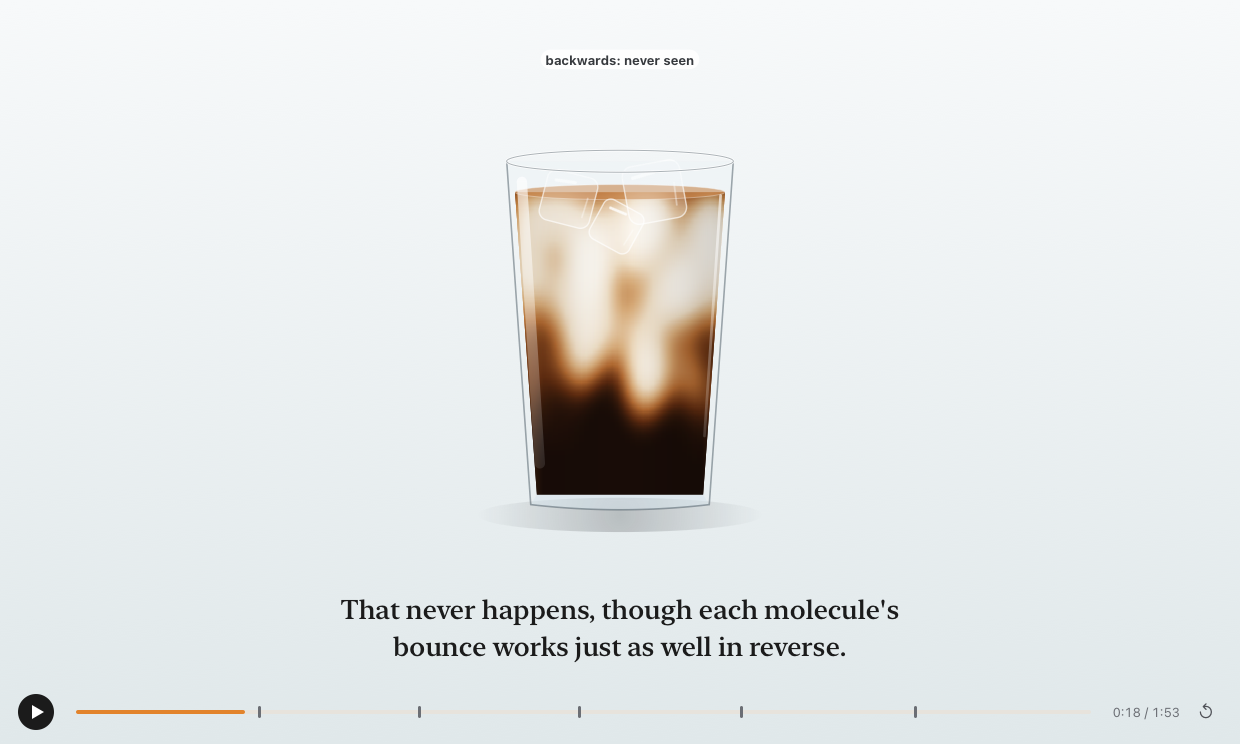 backwards: never seen
That never happens, though each molecule's
bounce works just as well in reverse.
0:18 / 1:53